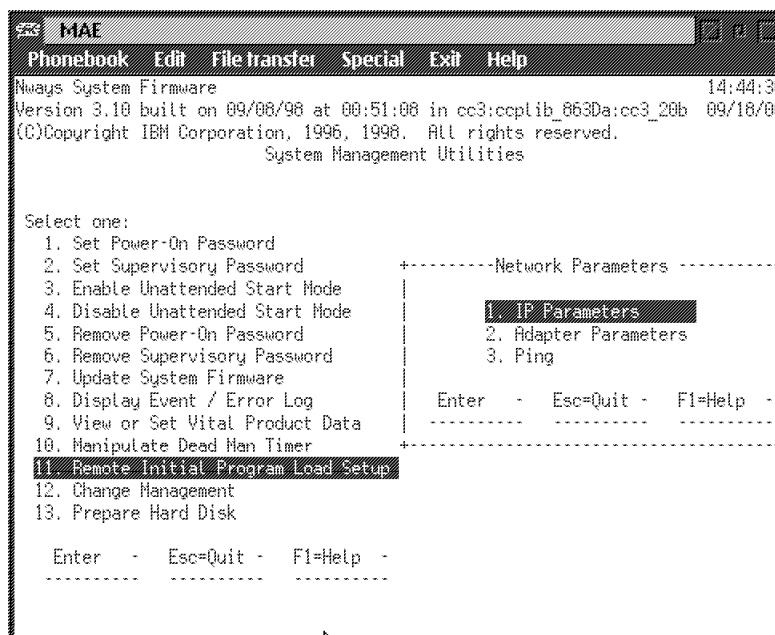 MAE
Phonebook Edit File transfer Special Exit Help
Nways System Firmware 14:44:3
Version 3.10 built on 09/08/98 at 00:51:08 in cc3:ccplib_863Da:cc3_20b 09/18/0
(C)Copyright IBM Corporation, 1996, 1998. All rights reserved.
System Management Utilities
Select one:
1. Set Power-On Password
2. Set Supervisory Password
3. Enable Unattended Start Mode
4. Disable Unattended Start Mode
5. Remove Power-On Password
6. Remove Supervisory Password
7. Update System Firmware
8. Display Event / Error Log
9. View or Set Vital Product Data
10. Manipulate Dead Man Timer
11. Remote Initial Program Load Setup
12. Change Management
13. Prepare Hard Disk
Enter - Esc=Quit - F1=Help -
Network Parameters
1. IP Parameters
2. Adapter Parameters
3. Ping
Enter - Esc=Quit - F1=Help -